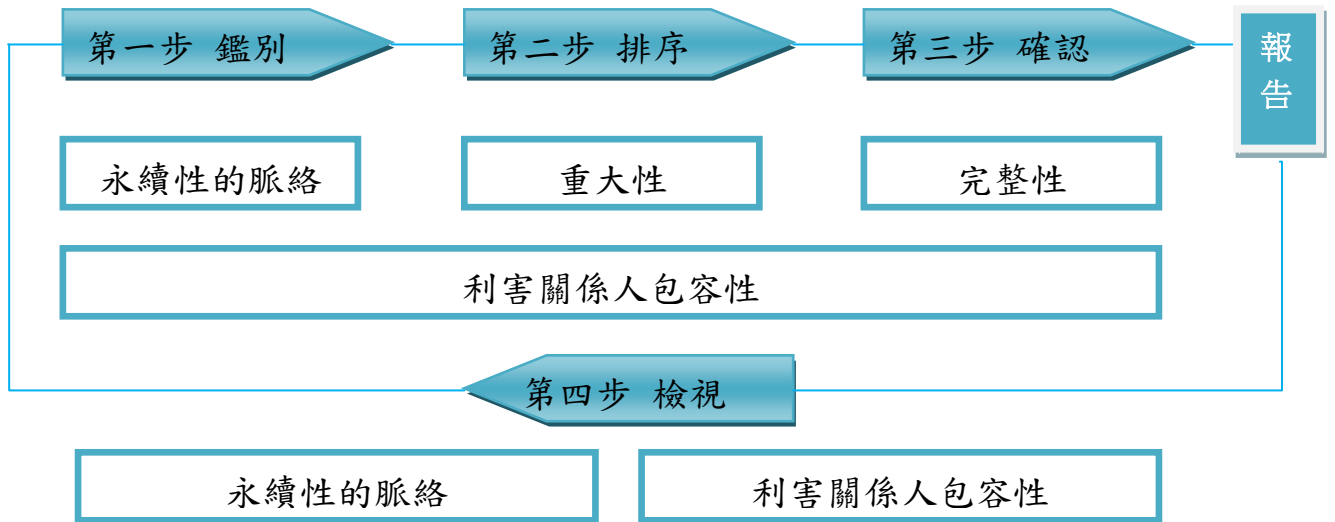 第一步 鑑別
第二步 排序
第三步 確認
報
告
永續性的脈絡
重大性
完整性
利害關係人包容性
第四步 檢視
永續性的脈絡
利害關係人包容性